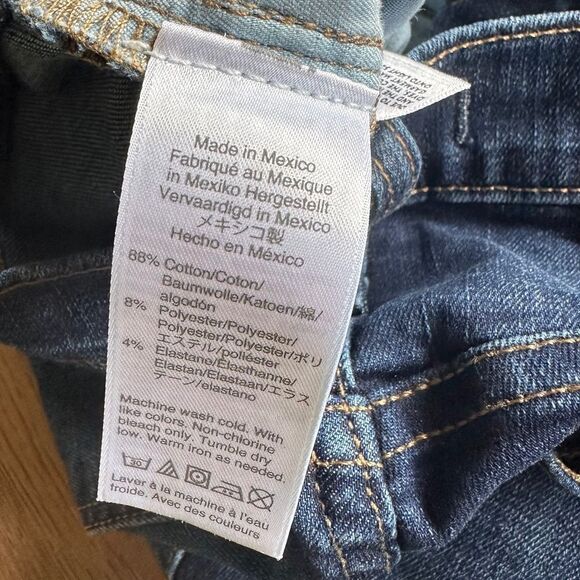 Made in Mexico
Fabriqué au Mexique
in Mexiko Hergestellt
Vervaardigd in Mexico
メキシコ製
Hecho en México
88% Cotton/Coton/
Baumwolle/Katoen/綿/
algodón
8% Polyester/Polyester/
Polyester/Polyester/ポリ
エステル/poliéster
4% Elastane/Élasthanne/
Elastan/Elastaan/エラス
テーン/elastano
Machine wash cold. With
like colors. Non-chlorine
bleach only. Tumble dry
low. Warm iron as needed.
30
Laver à la machine à l'eau
froide. Avec des couleurs